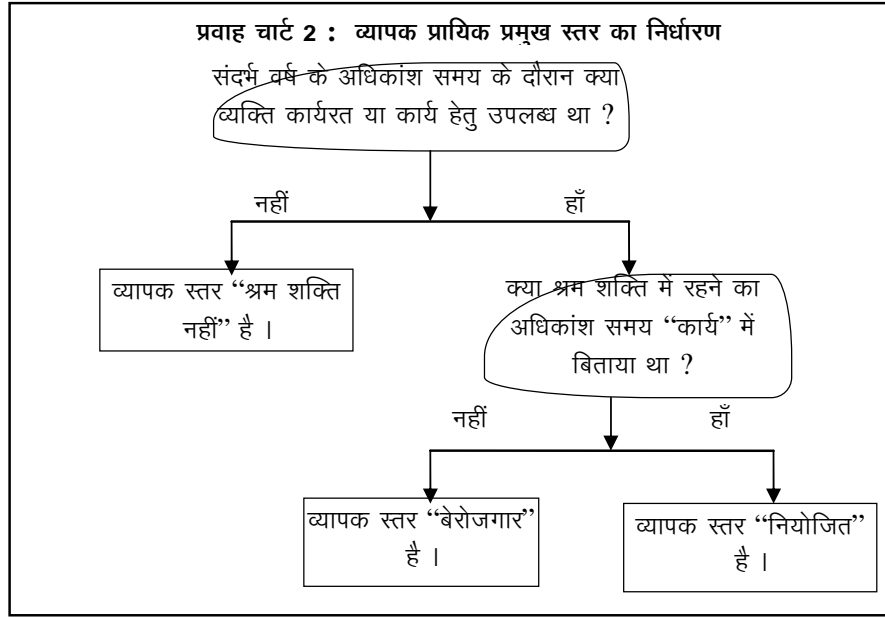 प्रवाह चार्ट 2 : व्यापक प्रायिक प्रमुख स्तर का निर्धारण
संदर्भ वर्ष के अधिकांश समय के दौरान क्या
व्यक्ति कार्यरत या कार्य हेतु उपलब्ध था ?
नहीं
हाँ
व्यापक स्तर “श्रम शक्ति
नहीं” है ।
क्या श्रम शक्ति में रहने का
अधिकांश समय “कार्य” में
बिताया था ?
नहीं
हाँ
व्यापक स्तर “बेरोजगार”
है ।
व्यापक स्तर “नियोजित”
है ।